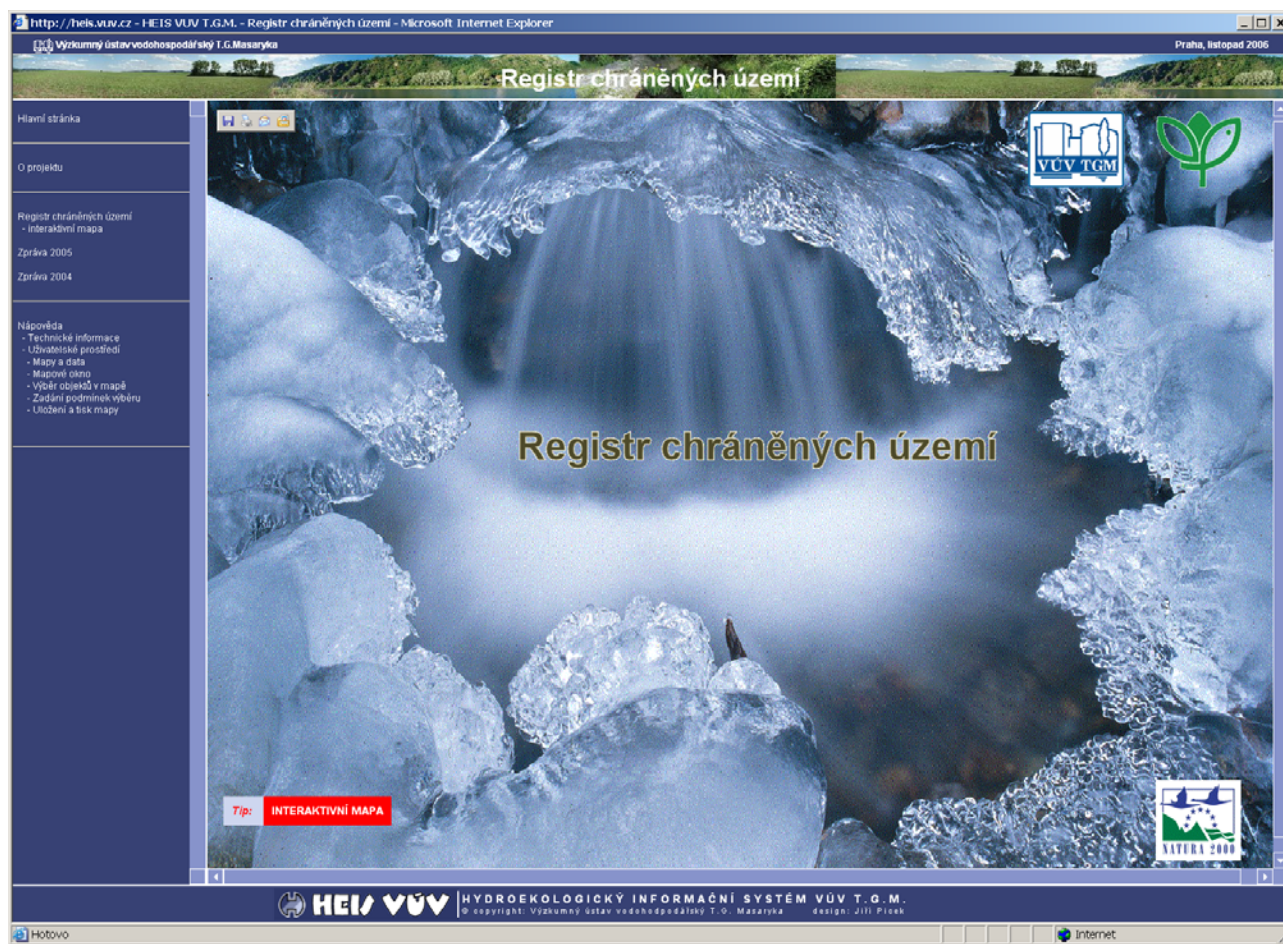 http://heis.vuv.cz - HEIS VUV T.G.M. - Registr chráněných území - Microsoft Internet Explorer
Výzkumný ústav vodohospodářský T.G.Masaryka
Praha, listopad 2006
Registr chráněných území
Hlavní stránka
O projektu
Registr chráněných území
- interaktivní mapa
Zpráva 2005
Zpráva 2004
Nápověda
- Technické informace
- Uživatelské prostředí
- Mapy a data
- Mapové okno
- Výběr objektů v mapě
- Zadání podmínek výběru
- Uložení a tisk mapy
VÚV TGM
Registr chráněných území
Tip: INTERAKTIVNÍ MAPA
NATURA 2000
HEIS VÚV
HYDROEKOLOGICKÝ INFORMAČNÍ SYSTÉM VÚV T.G.M.
© copyright: Výzkumný ústav vodohodpodářský T.G. Masaryka design: Jiří Picek
Hotovo
Internet